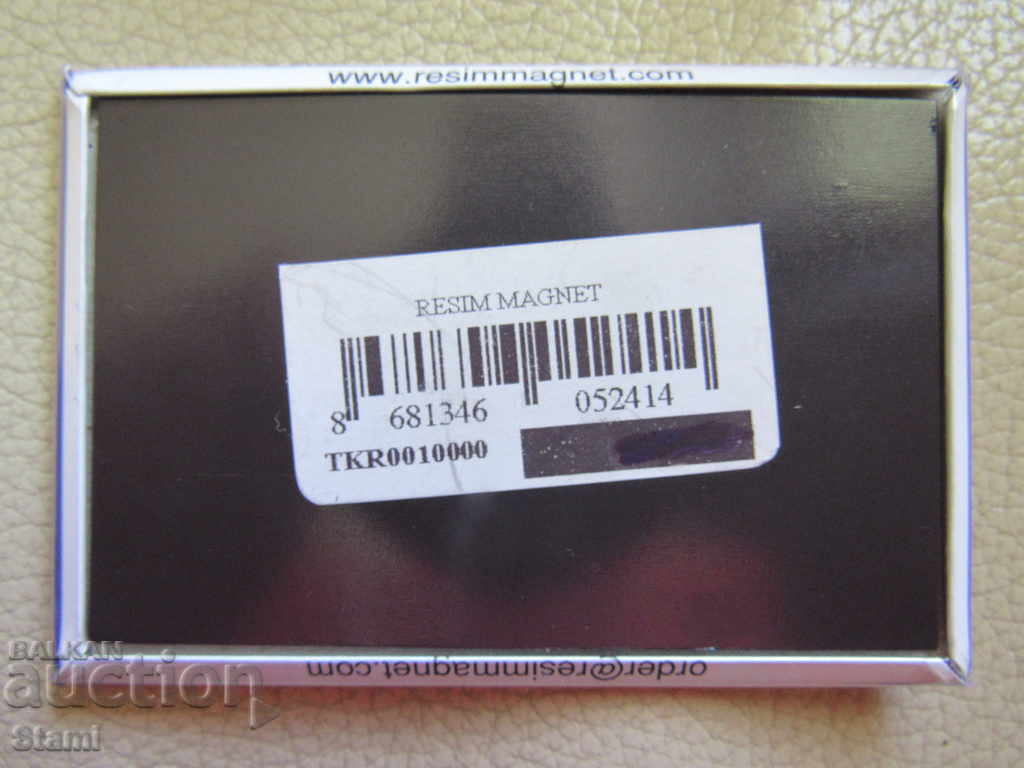 www.resimmagnet.com
RESIM MAGNET
8 681346 052414
TKR0010000
order@resimmagnet.com
BALKAN
auction
Stami